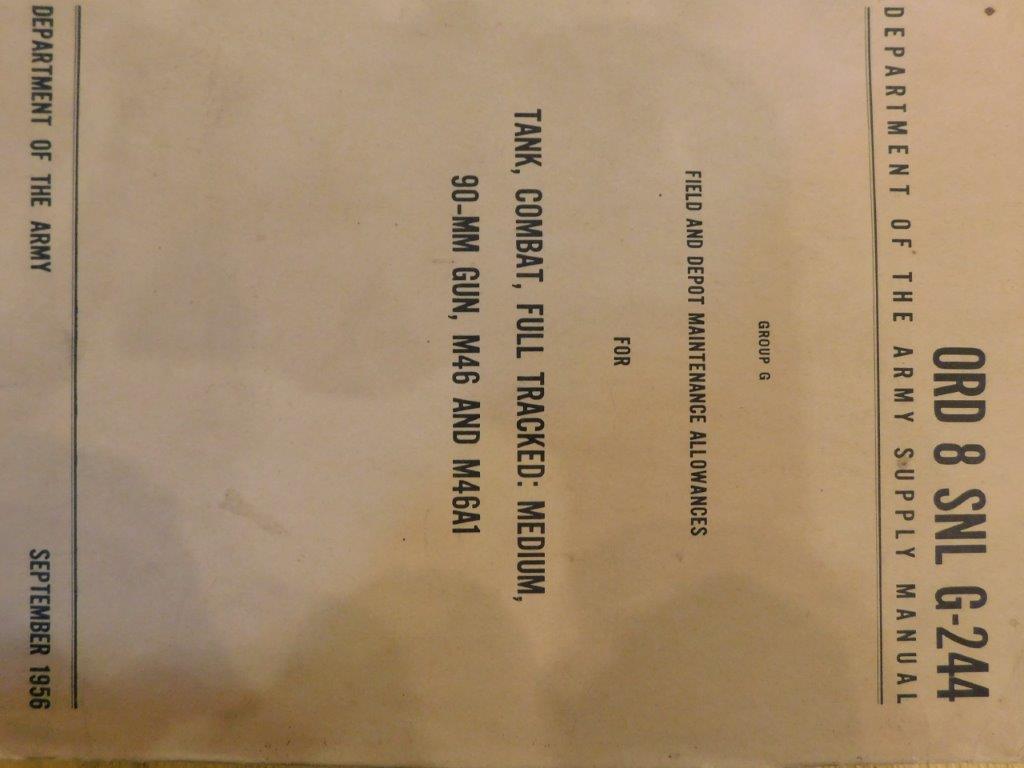 ORD 8 SNL G-244
DEPARTMENT OF THE ARMY SUPPLY MANUAL
GROUP G
FIELD AND DEPOT MAINTENANCE ALLOWANCES
FOR
TANK, COMBAT, FULL TRACKED: MEDIUM,
90-MM GUN, M46 AND M46A1
DEPARTMENT OF THE ARMY SEPTEMBER 1956